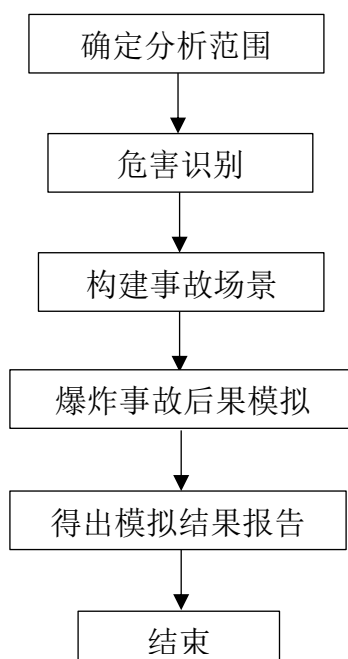 确定分析范围
危害识别
构建事故场景
爆炸事故后果模拟
得出模拟结果报告
结束